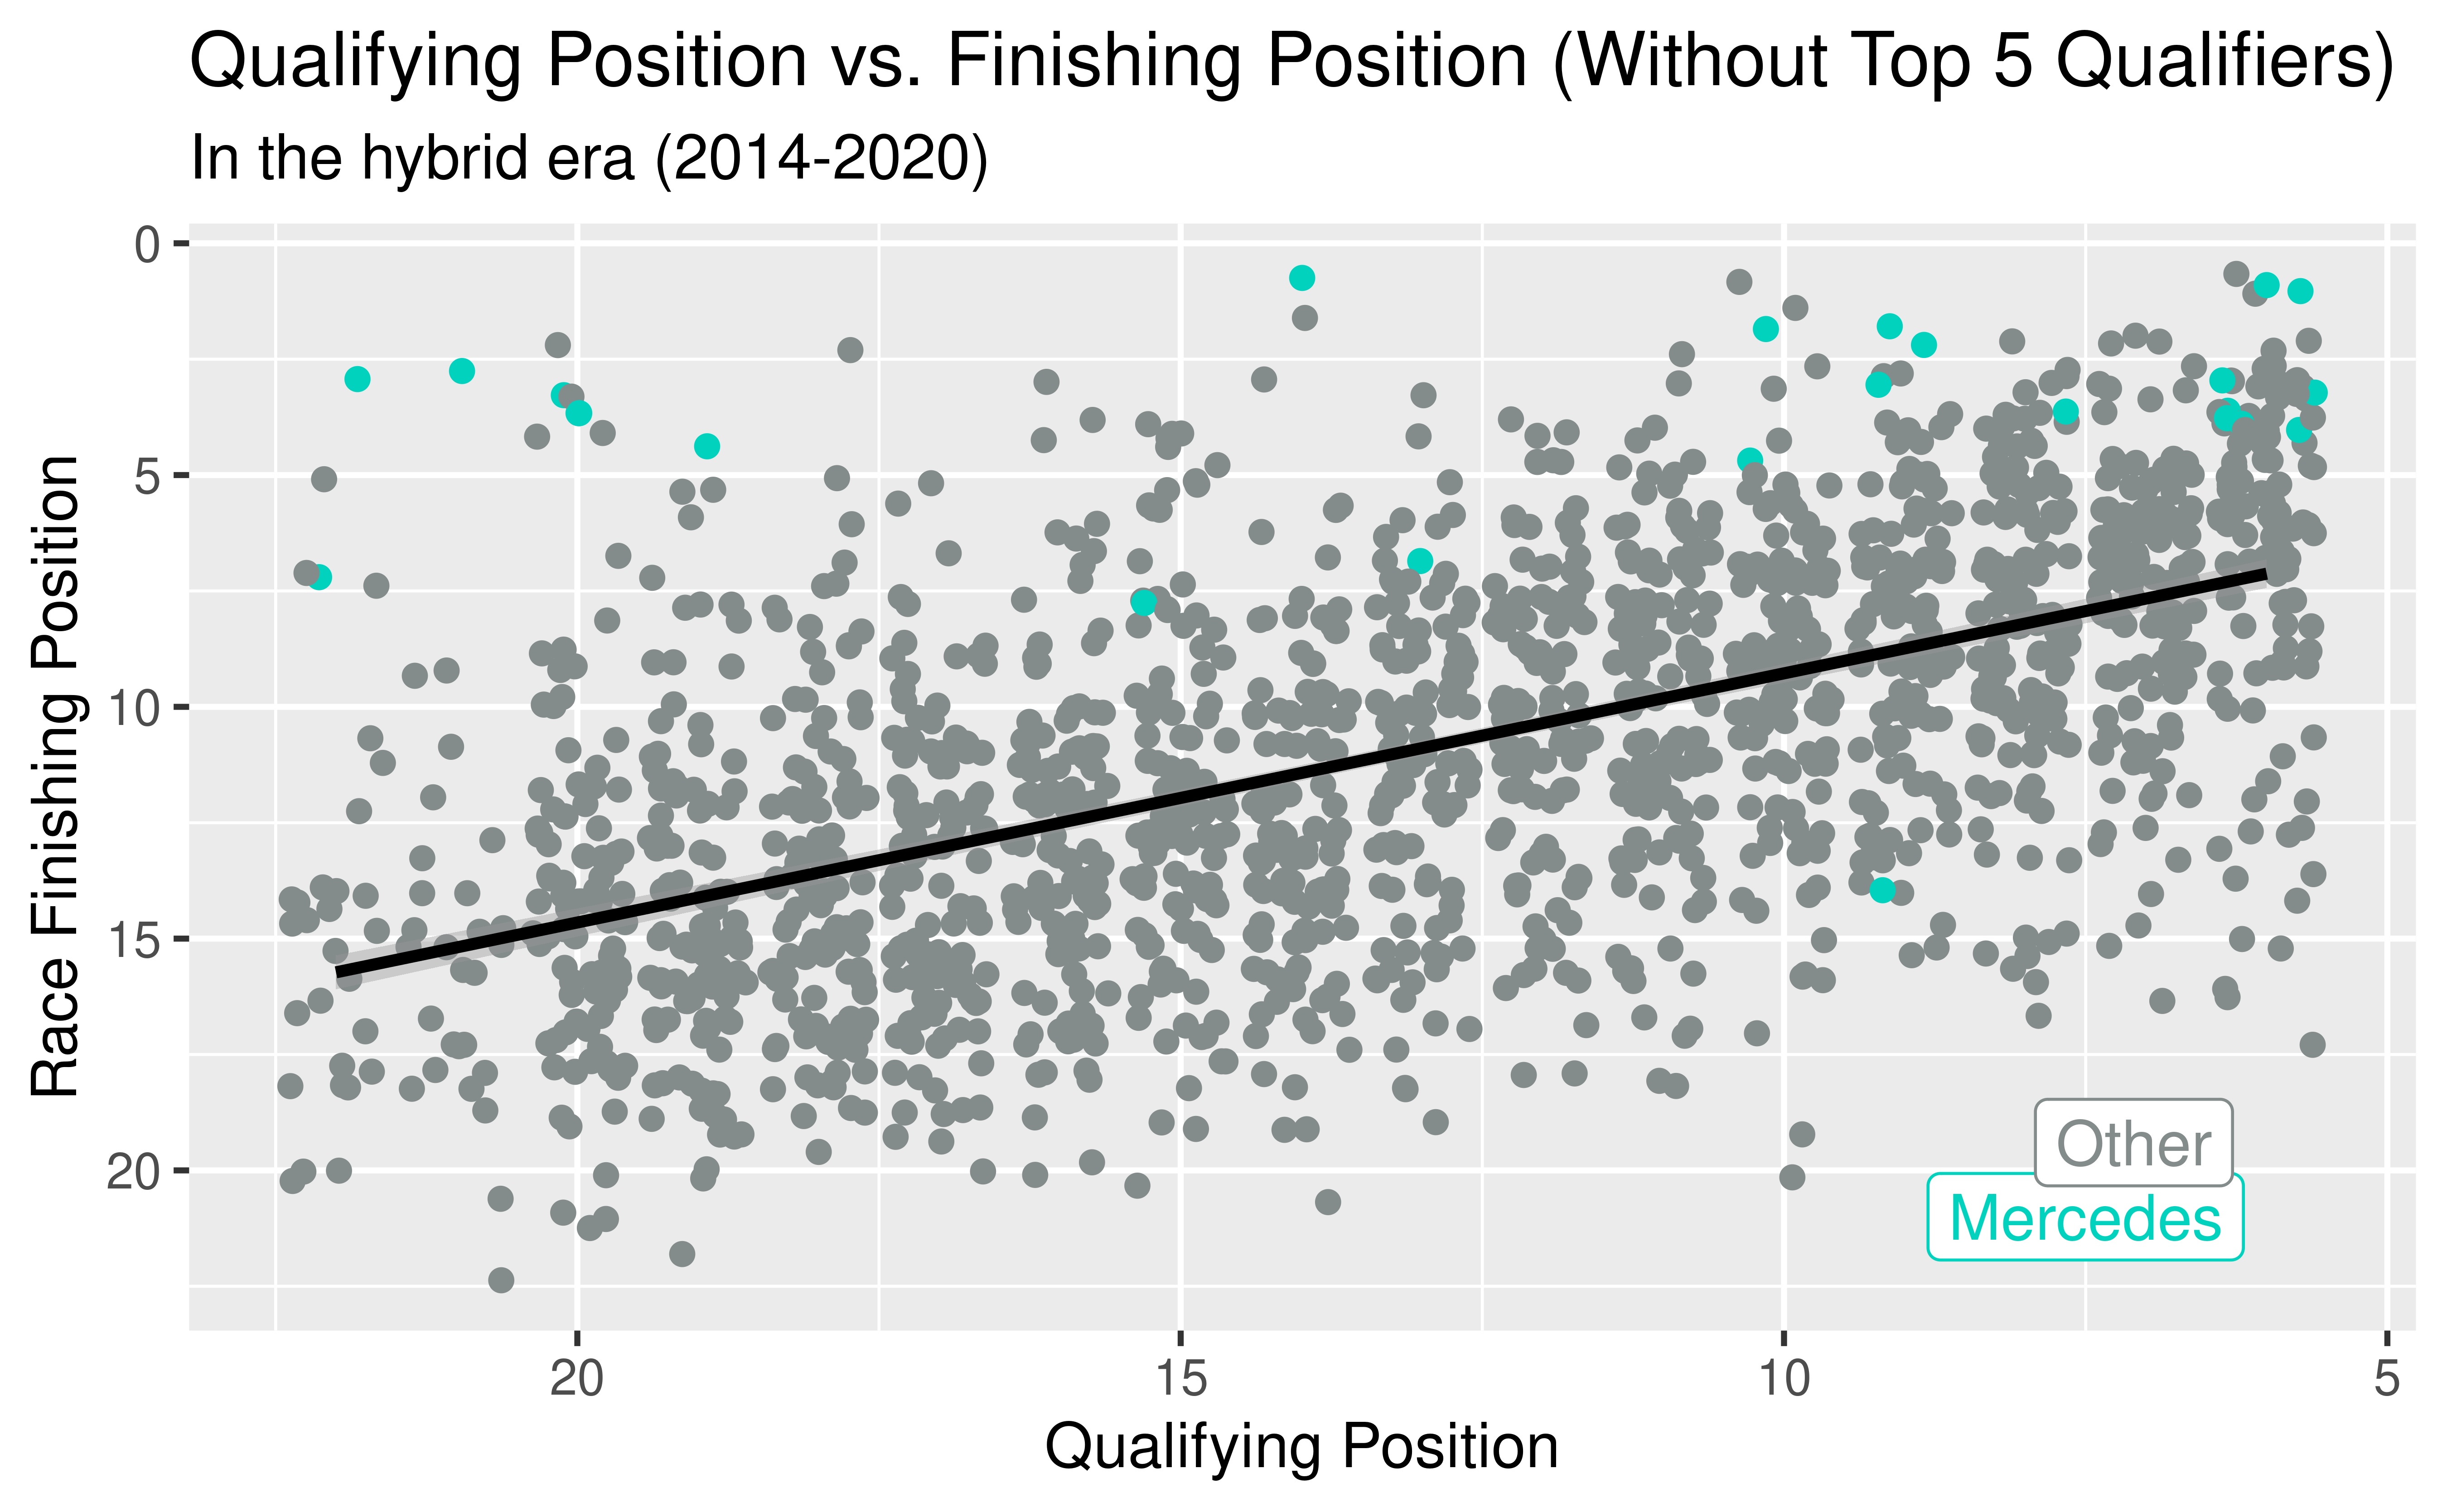 Qualifying Position vs. Finishing Position (Without Top 5 Qualifiers)
In the hybrid era (2014-2020)
Race Finishing Position
0
5
10
15
20
Other
Mercedes
20
15
10
5
Qualifying Position